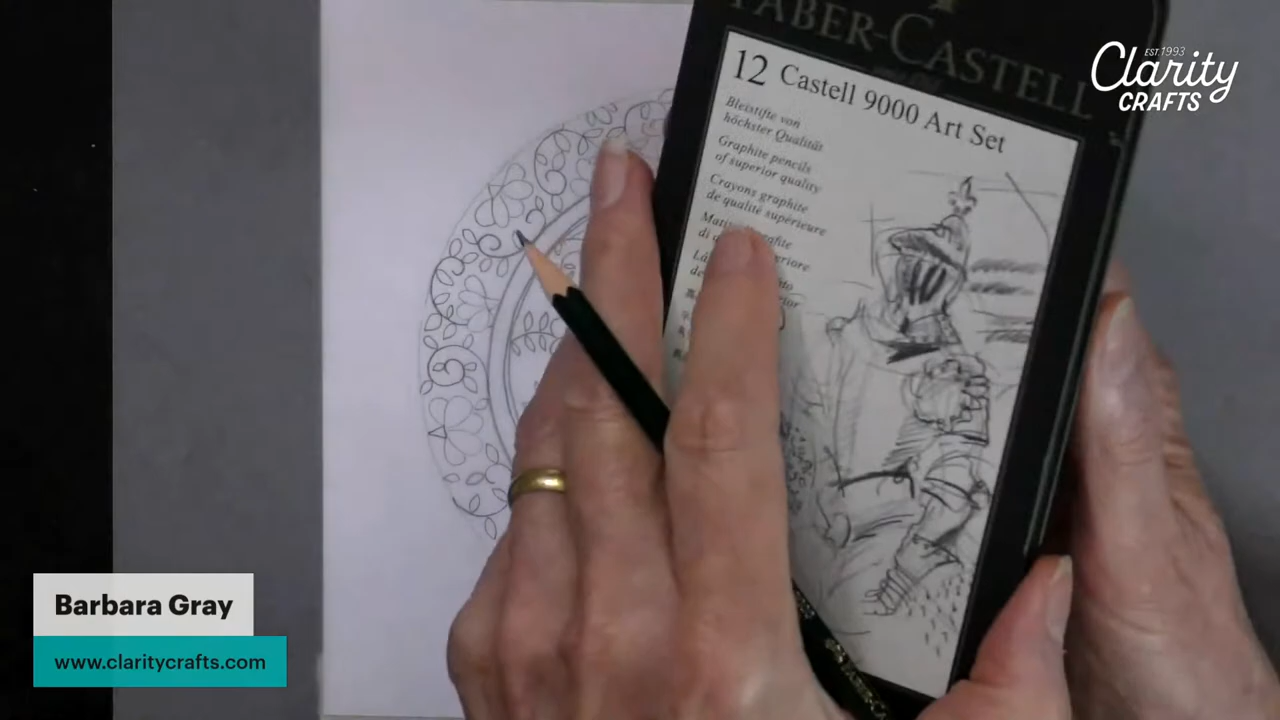 FABER-CASTELL
12 Castell 9000 Art Set
Bleistifte von
höchster Qualität
Graphite pencils
of superior quality
Crayons graphite
de qualité supérieure
EST. 1993
Clarity
CRAFTS
Barbara Gray
www.claritycrafts.com